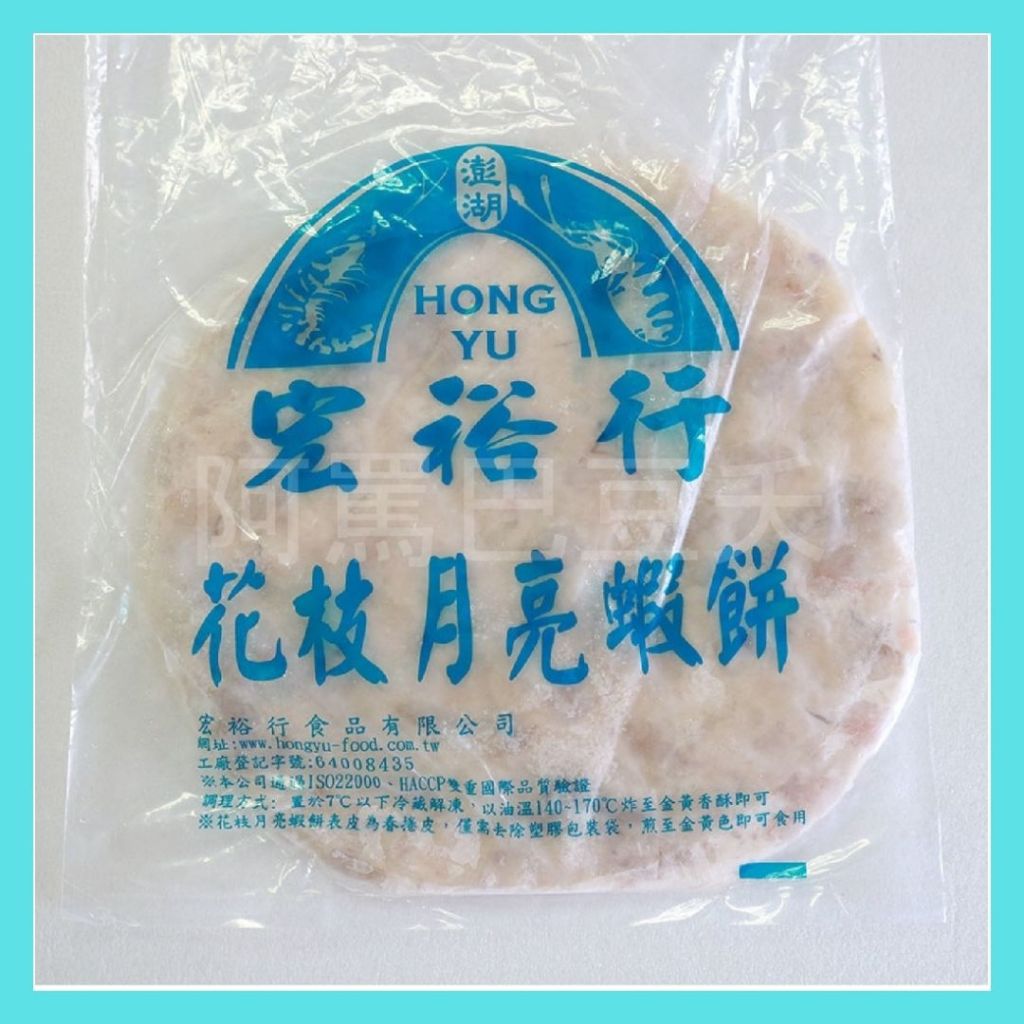 澎湖
HONG
YU
宏裕行
阿罵巴豆夭
花枝月亮蝦餅
宏裕行食品有限公司
網址:www.hongyu-food.com.tw
工廠登記字號:64008435
※本公司通過ISO22000、HACCP雙重國際品質驗證
調理方式: 置於7℃以下冷藏解凍,以油溫140~170℃炸至金黃香酥即可
※花枝月亮蝦餅表皮為春捲皮,僅需去除塑膠包裝袋,煎至金黃色即可食用